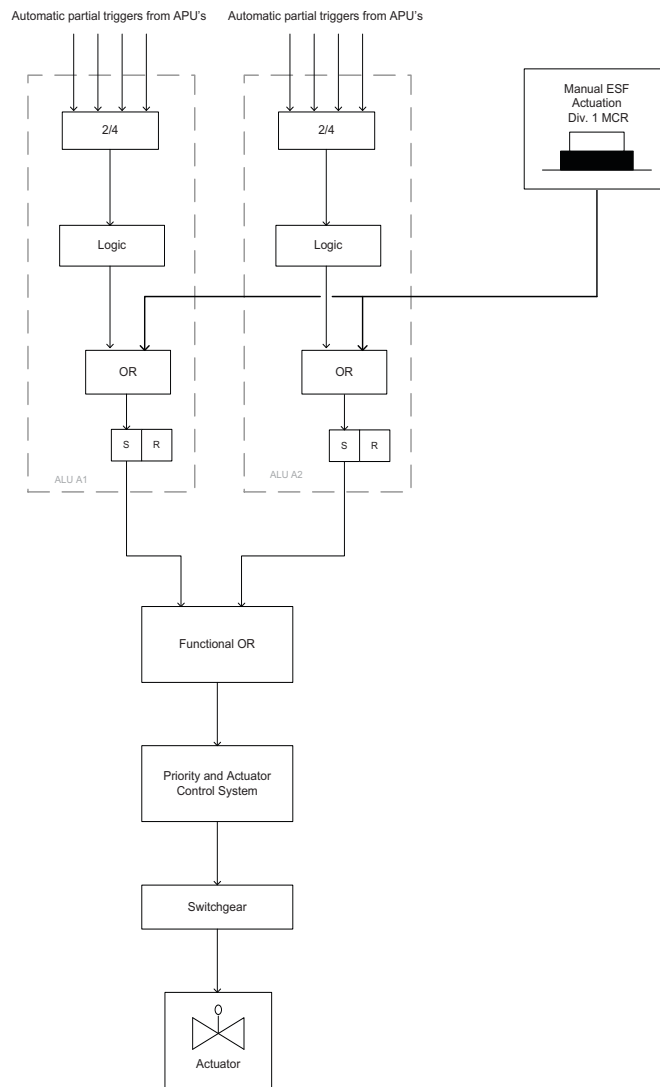 Automatic partial triggers from APU's
Automatic partial triggers from APU's
Manual ESF
Actuation
Div. 1 MCR
2/4
2/4
Logic
Logic
OR
OR
S R
S R
ALU A1
ALU A2
Functional OR
Priority and Actuator
Control System
Switchgear
Actuator